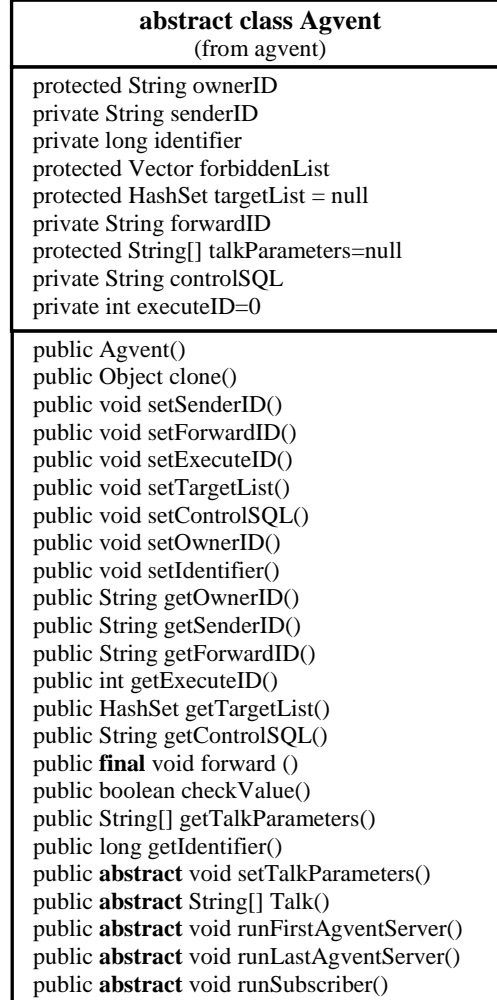 abstract class Agvent
(from agvent)
protected String ownerID
private String senderID
private long identifier
protected Vector forbiddenList
protected HashSet targetList = null
private String forwardID
protected String[] talkParameters=null
private String controlSQL
private int executeID=0
public Agvent()
public Object clone()
public void setSenderID()
public void setForwardID()
public void setExecuteID()
public void setTargetList()
public void setControlSQL()
public void setOwnerID()
public void setIdentifier()
public String getOwnerID()
public String getSenderID()
public String getForwardID()
public int getExecuteID()
public HashSet getTargetList()
public String getControlSQL()
public final void forward ()
public boolean checkValue()
public String[] getTalkParameters()
public long getIdentifier()
public abstract void setTalkParameters()
public abstract String[] Talk()
public abstract void runFirstAgventServer()
public abstract void runLastAgventServer()
public abstract void runSubscriber()